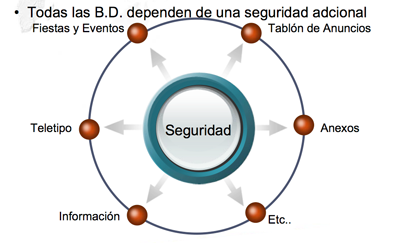 • Todas las B.D. dependen de una seguridad adcional
Fiestas y Eventos
Tablón de Anuncios
Teletipo
Seguridad
Anexos
Información
Etc..